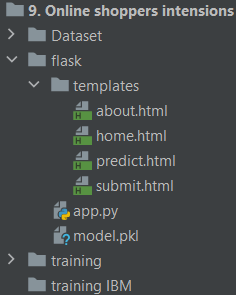 9. Online shoppers intensions
Dataset
flask
templates
about.html
home.html
predict.html
submit.html
app.py
model.pkl
training
training IBM